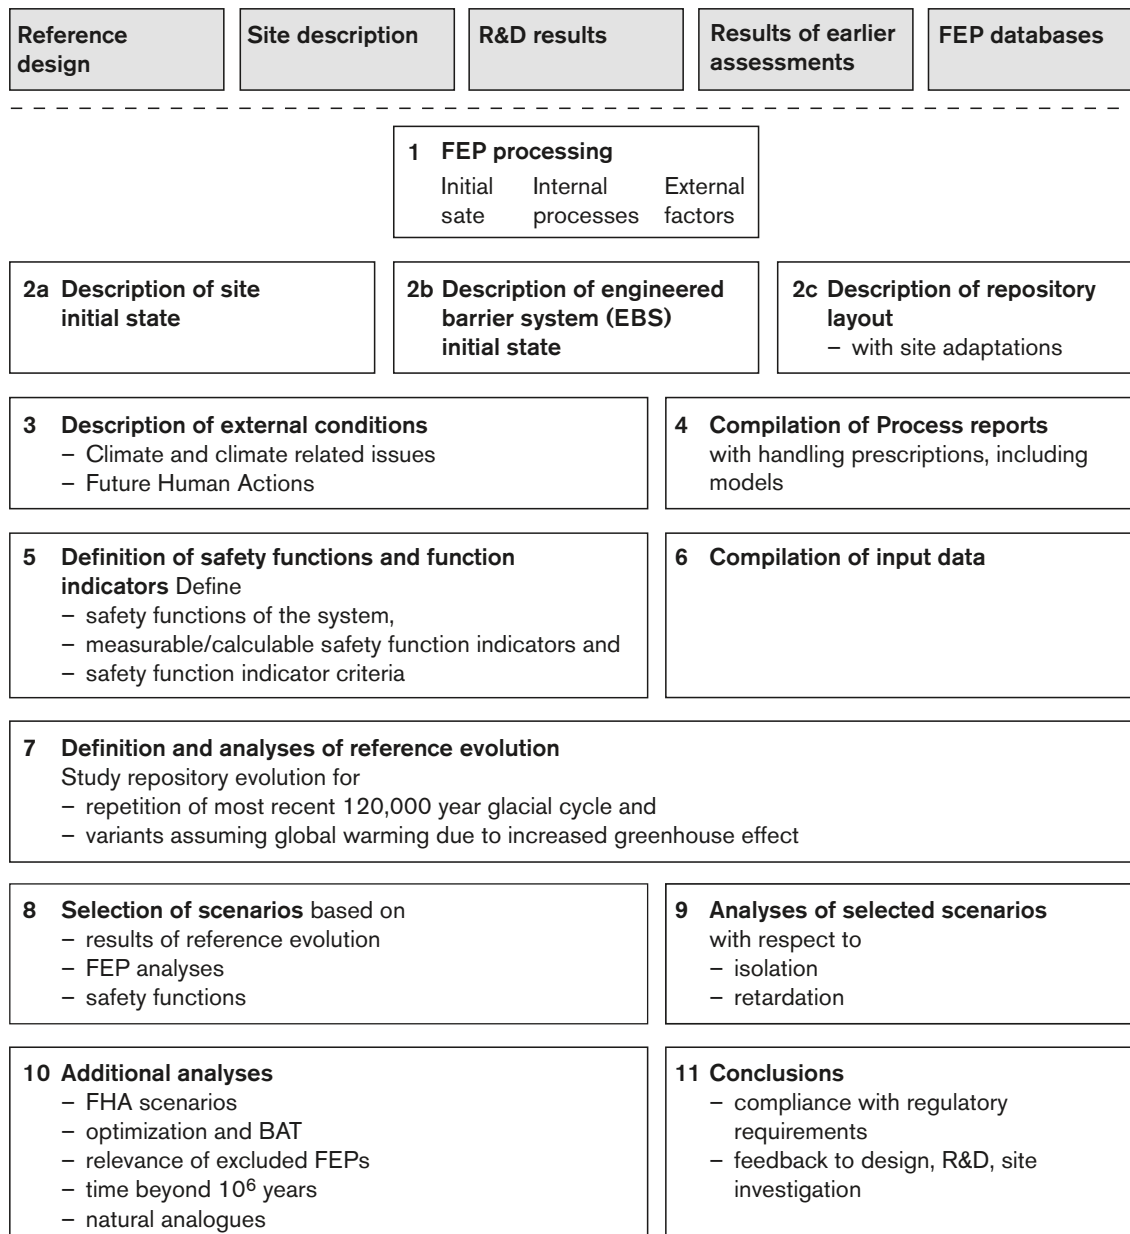 Reference
design
Site description
R&D results
Results of earlier
assessments
FEP databases
1 FEP processing
Initial
sate
Internal
processes
External
factors
2a Description of site
initial state
2b Description of engineered
barrier system (EBS)
initial state
2c Description of repository
layout
– with site adaptations
3 Description of external conditions
– Climate and climate related issues
– Future Human Actions
4 Compilation of Process reports
with handling prescriptions, including
models
5 Definition of safety functions and function
indicators Define
– safety functions of the system,
– measurable/calculable safety function indicators and
– safety function indicator criteria
6 Compilation of input data
7 Definition and analyses of reference evolution
Study repository evolution for
– repetition of most recent 120,000 year glacial cycle and
– variants assuming global warming due to increased greenhouse effect
8 Selection of scenarios based on
– results of reference evolution
– FEP analyses
– safety functions
9 Analyses of selected scenarios
with respect to
– isolation
– retardation
10 Additional analyses
– FHA scenarios
– optimization and BAT
– relevance of excluded FEPs
– time beyond 10⁶ years
– natural analogues
11 Conclusions
– compliance with regulatory
requirements
– feedback to design, R&D, site
investigation